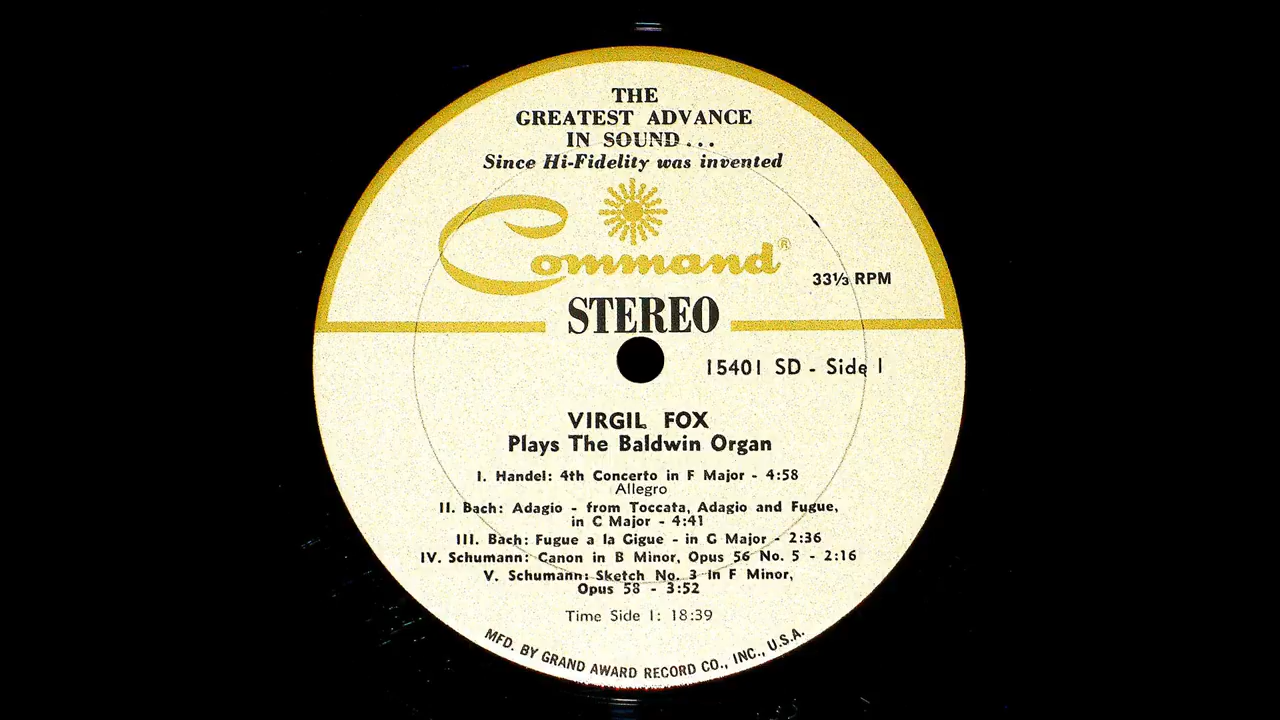 THE
GREATEST ADVANCE
IN SOUND...
Since Hi-Fidelity was invented
Command®
33⅓ RPM
STEREO
15401 SD - Side 1
VIRGIL FOX
Plays The Baldwin Organ
I. Handel: 4th Concerto in F Major - 4:58
Allegro
II. Bach: Adagio - from Toccata, Adagio and Fugue,
in C Major - 4:41
III. Bach: Fugue a la Gigue - in G Major - 2:36
IV. Schumann: Canon in B Minor, Opus 56 No. 5 - 2:16
V. Schumann: Sketch No. 3 in F Minor,
Opus 58 - 3:52
Time Side 1: 18:39
MFD. BY GRAND AWARD RECORD CO., INC., U.S.A.